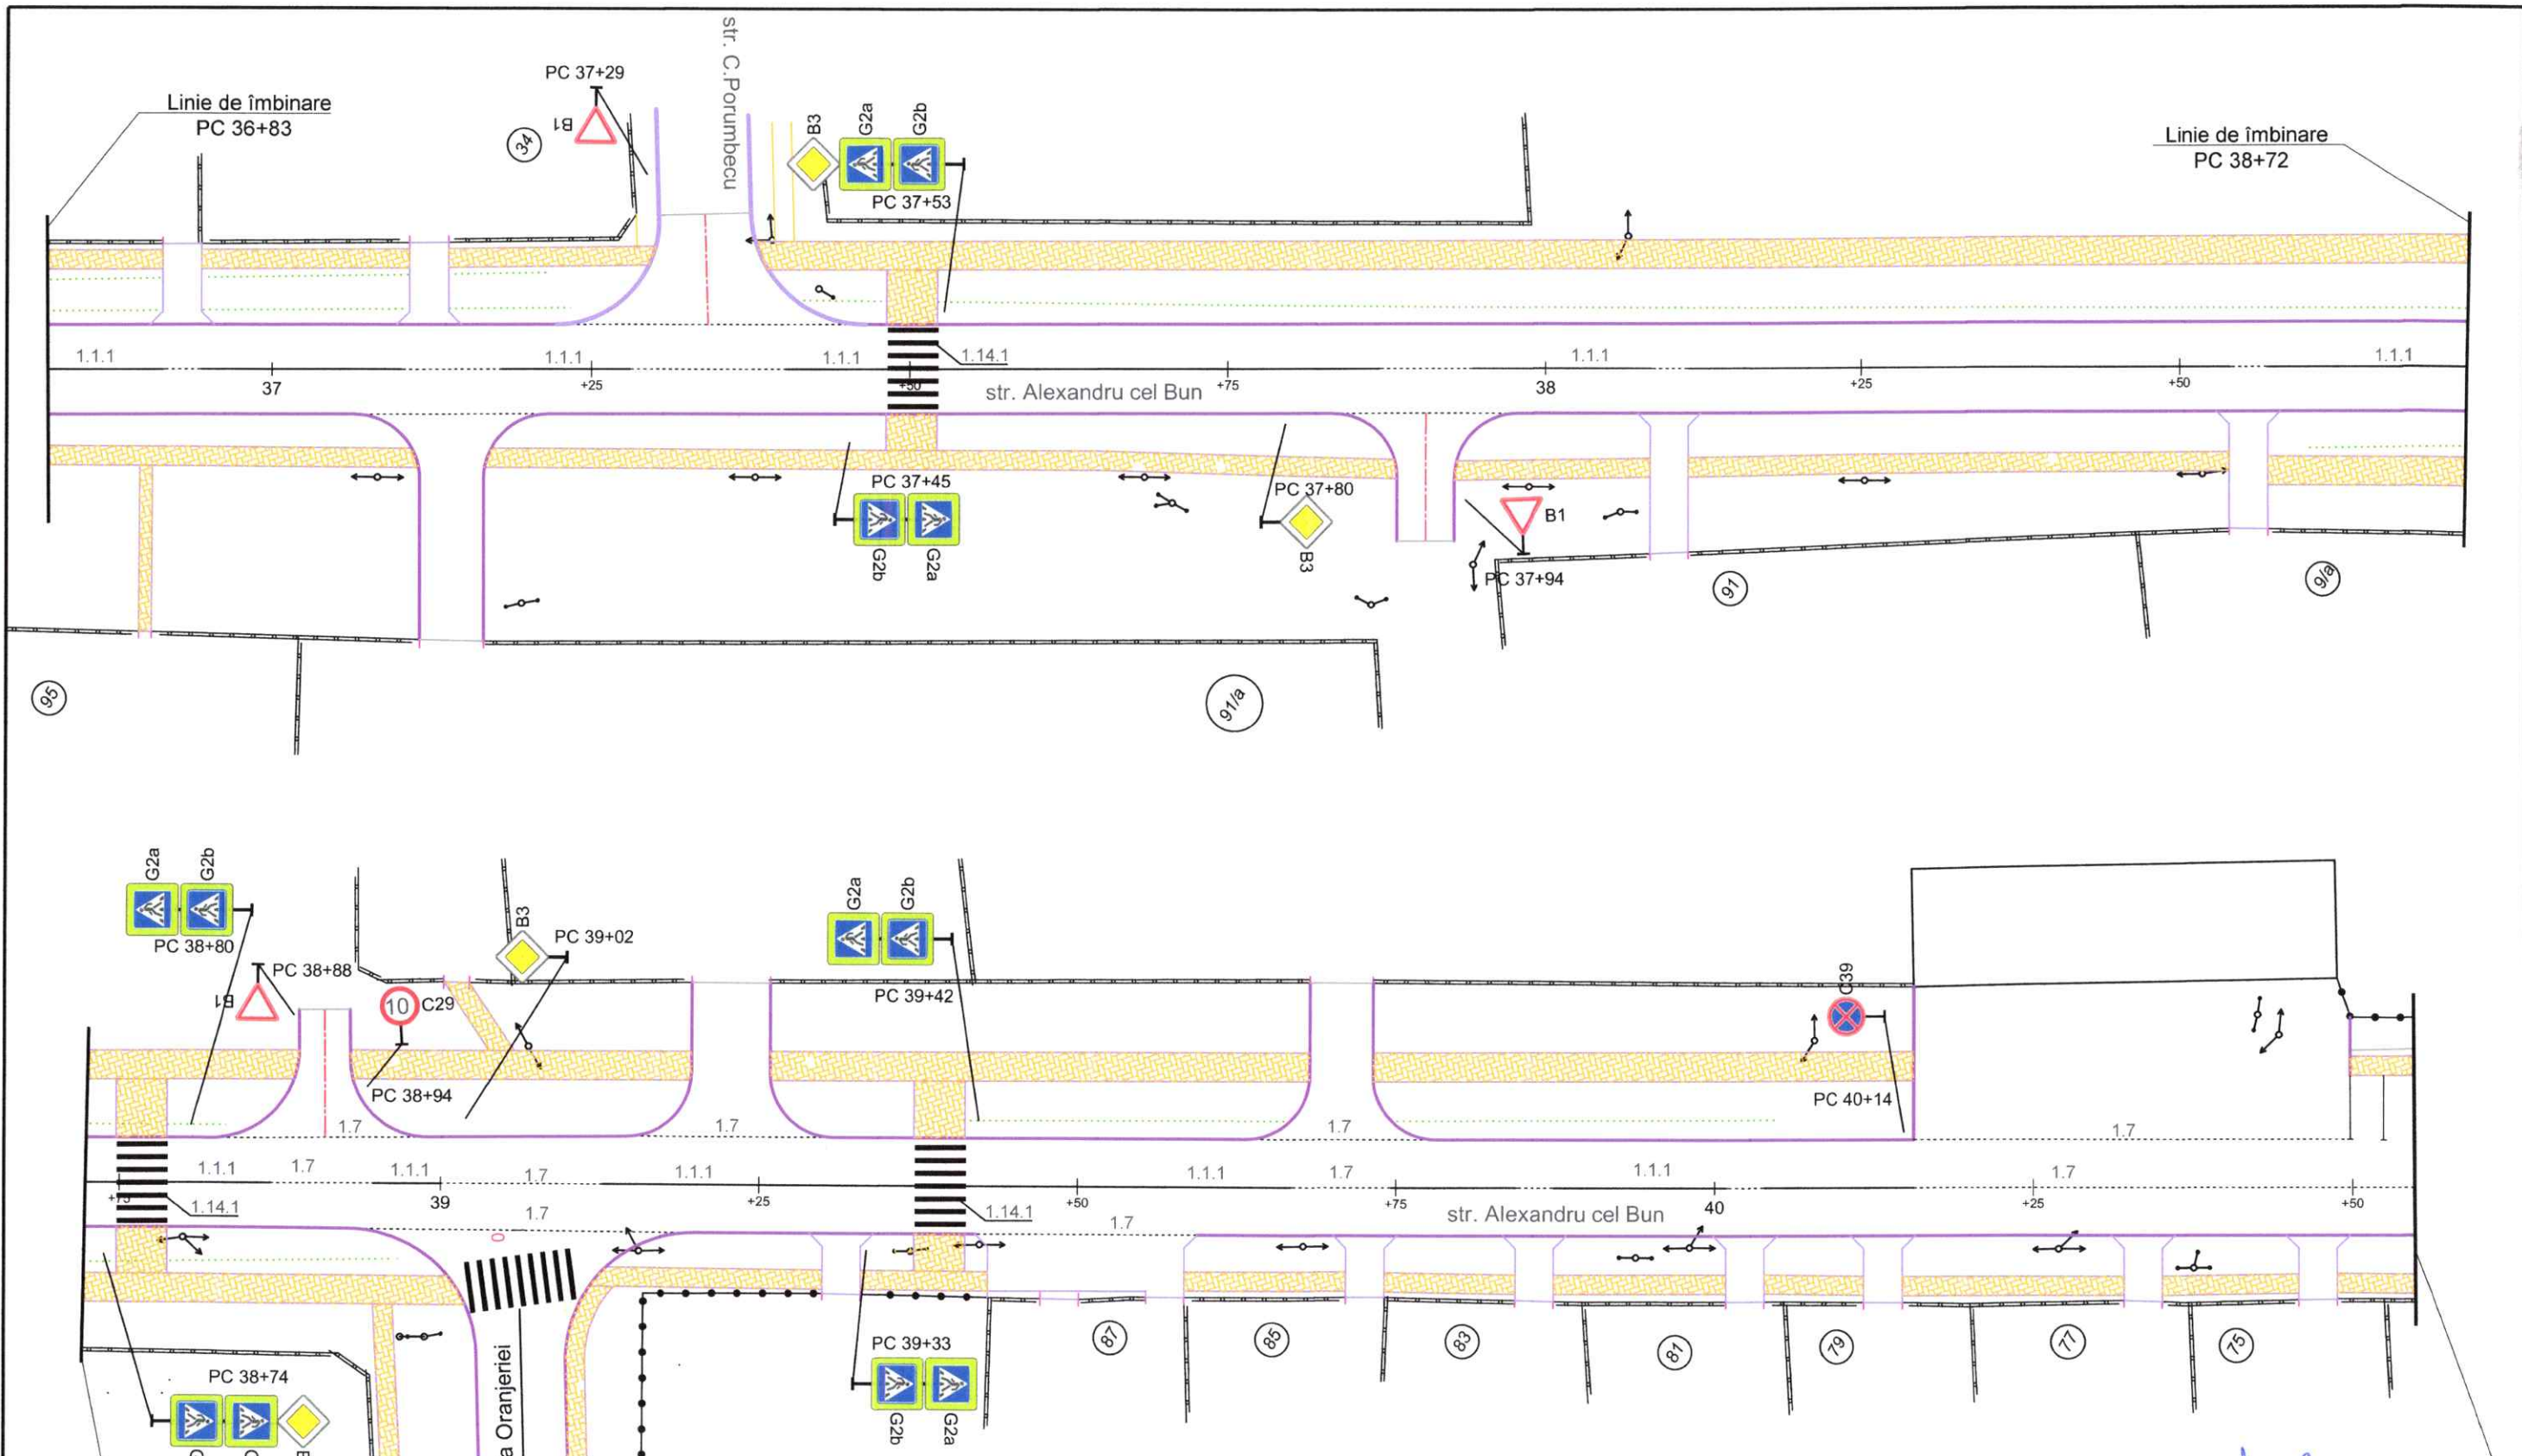 str. C.Porumbecu
PC 37+29
Linie de îmbinare
PC 36+83
B1
34
B3
G2a
G2b
PC 37+53
Linie de îmbinare
PC 38+72
1.1.1
1.1.1
1.1.1
1.14.1
1.1.1
1.1.1
37
+25
+50
+75
38
+25
+50
str. Alexandru cel Bun
PC 37+45
G2b
G2a
PC 37+80
B3
B1
PC 37+94
91
9/a
95
91/a
G2a
G2b
PC 38+80
B3
PC 39+02
G2a
G2b
PC 38+88
B1
10
C29
PC 39+42
C39
PC 38+94
PC 40+14
1.7
1.7
1.7
1.7
1.1.1
1.7
1.1.1
1.7
1.1.1
1.1.1
1.7
1.1.1
1.7
+75
39
+25
+50
+75
40
+25
+50
1.14.1
1.7
1.14.1
1.7
str. Alexandru cel Bun
0
PC 38+74
a Oranjeriei
PC 39+33
G2b
G2a
87
85
83
81
79
77
75